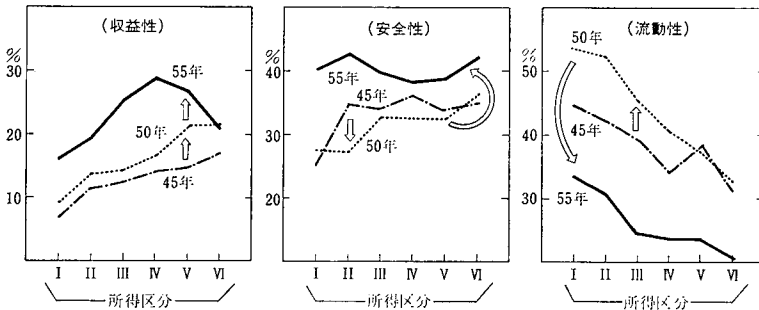 (収益性)
%
30
20
10
55年
50年
45年
I II III IV V VI
所得区分
(安全性)
%
40
30
20
55年
45年
50年
I II III IV V VI
所得区分
(流動性)
%
50
40
30
50年
45年
55年
I II III IV V VI
所得区分